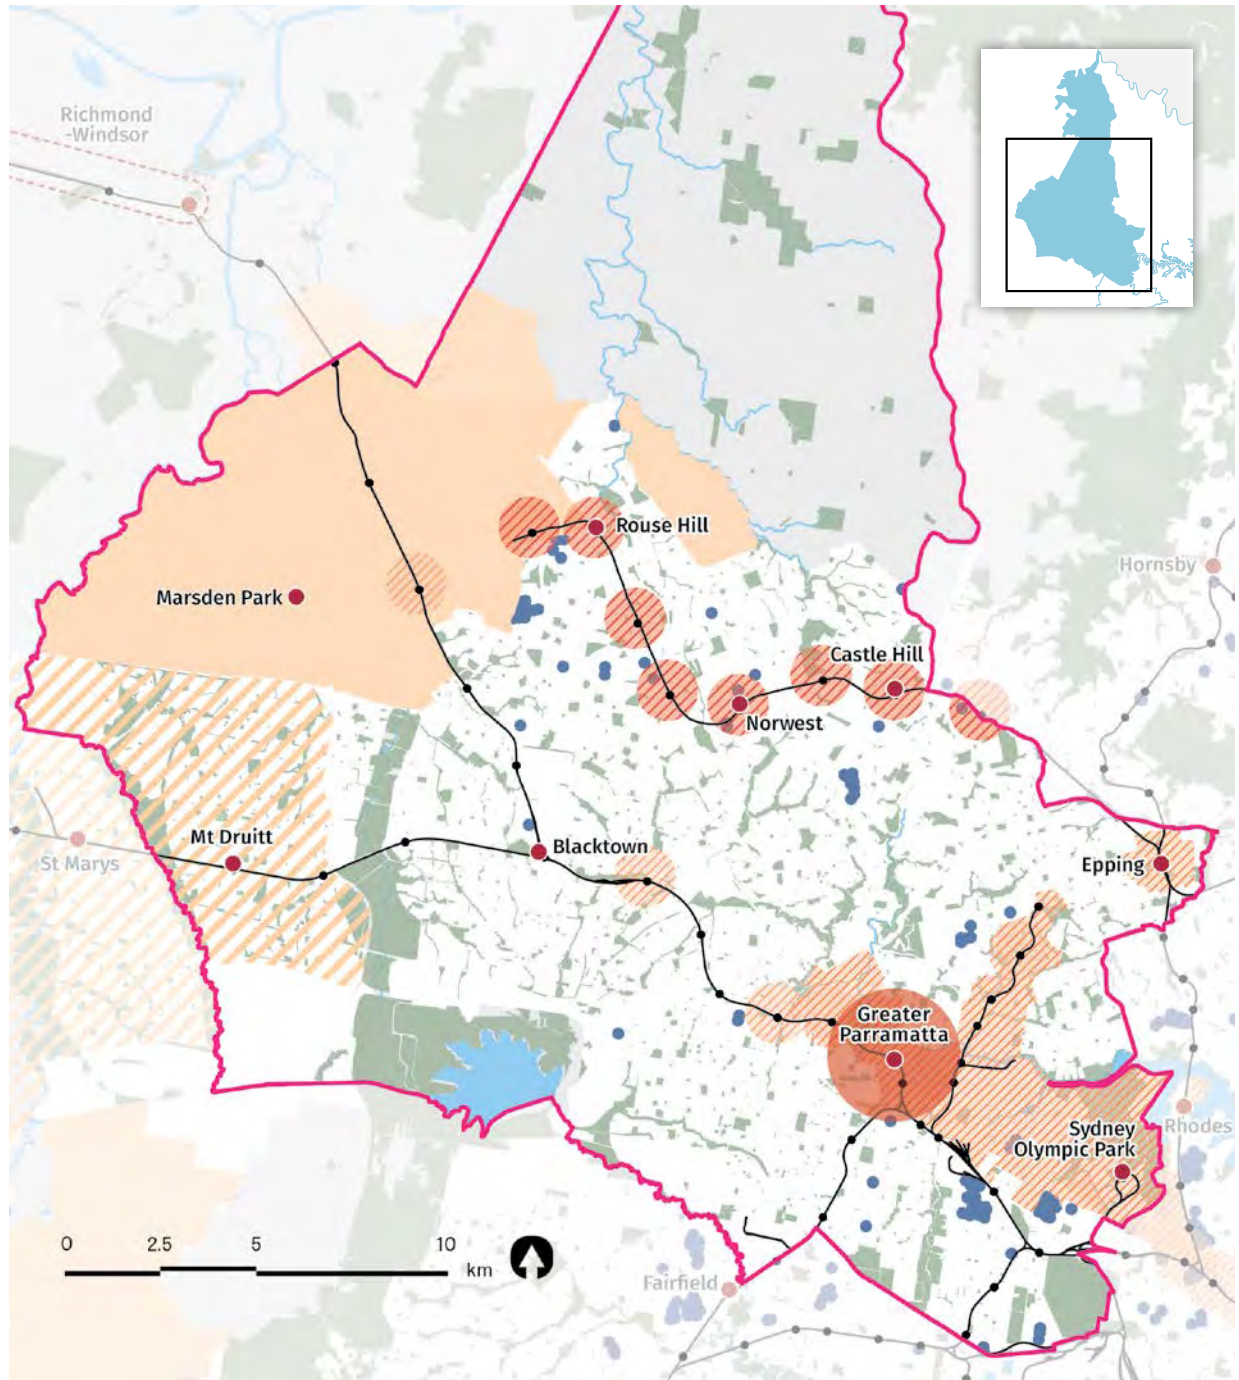 Richmond
-Windsor
Hornsby
Rouse Hill
Marsden Park
Castle Hill
Norwest
Mt Druitt
St Marys
Blacktown
Epping
Greater
Parramatta
Sydney
Olympic Park
Rhodes
Fairfield
0 2.5 5 10
km